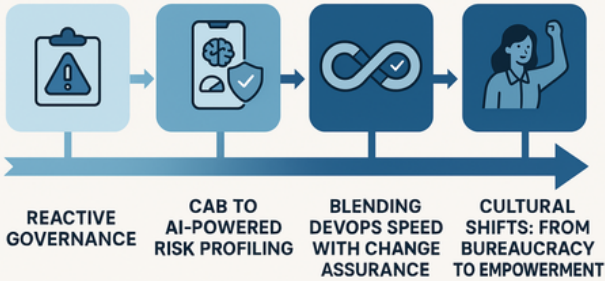 REACTIVE
GOVERNANCE
CAB TO
AI-POWERED
RISK PROFILING
BLENDING
DEVOPS SPEED
WITH CHANGE
ASSURANCE
CULTURAL
SHIFTS: FROM
BUREAUCRACY
TO EMPOWERMENT